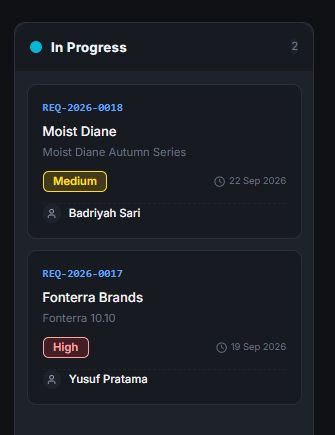 In Progress 2
REQ-2026-0018
Moist Diane
Moist Diane Autumn Series
Medium 22 Sep 2026
Badriyah Sari
REQ-2026-0017
Fonterra Brands
Fonterra 10.10
High 19 Sep 2026
Yusuf Pratama